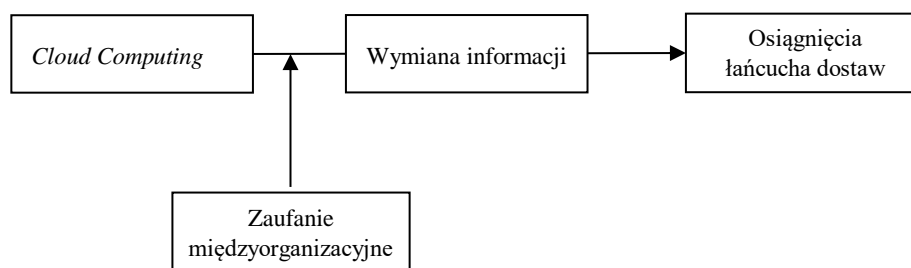 Cloud Computing
Wymiana informacji
Osiągnięcia
łańcucha dostaw
Zaufanie
międzyorganizacyjne